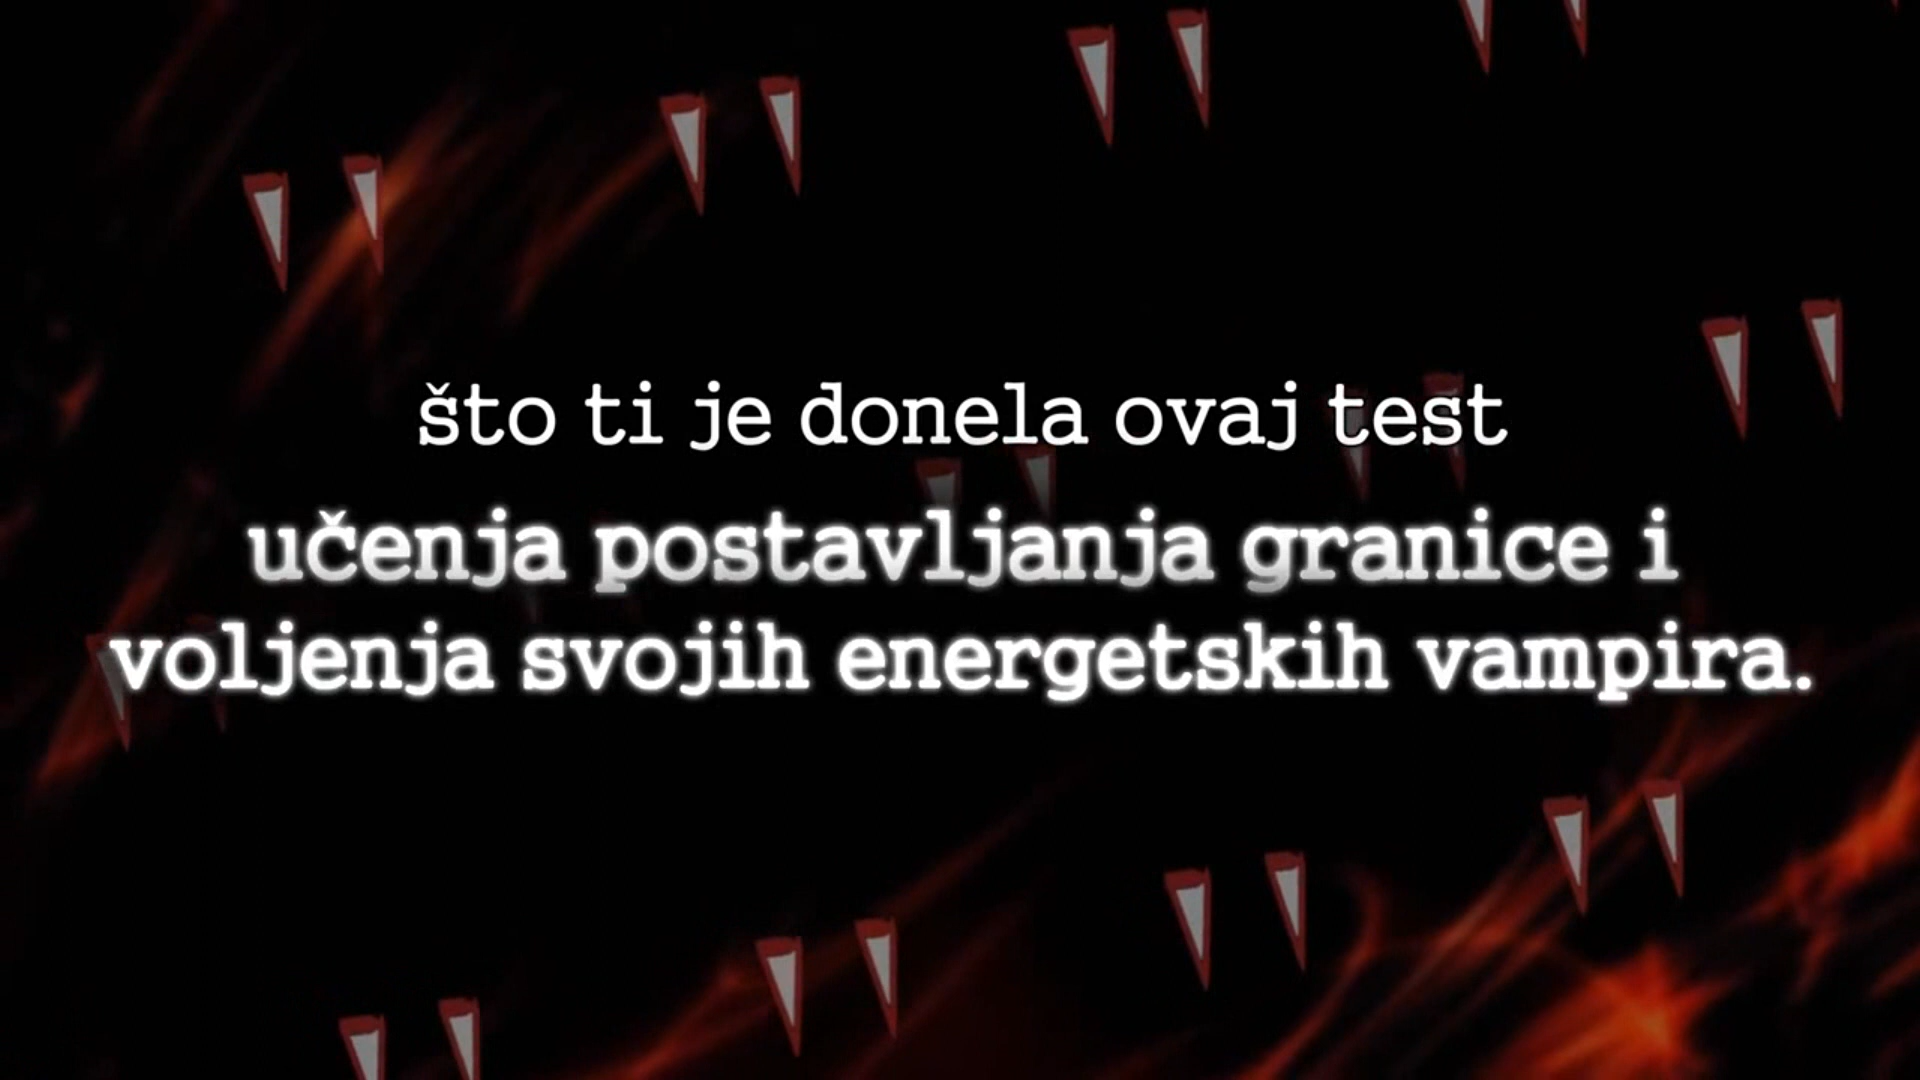 što ti je donela ovaj test
učenja postavljanja granice i
voljenja svojih energetskih vampira.